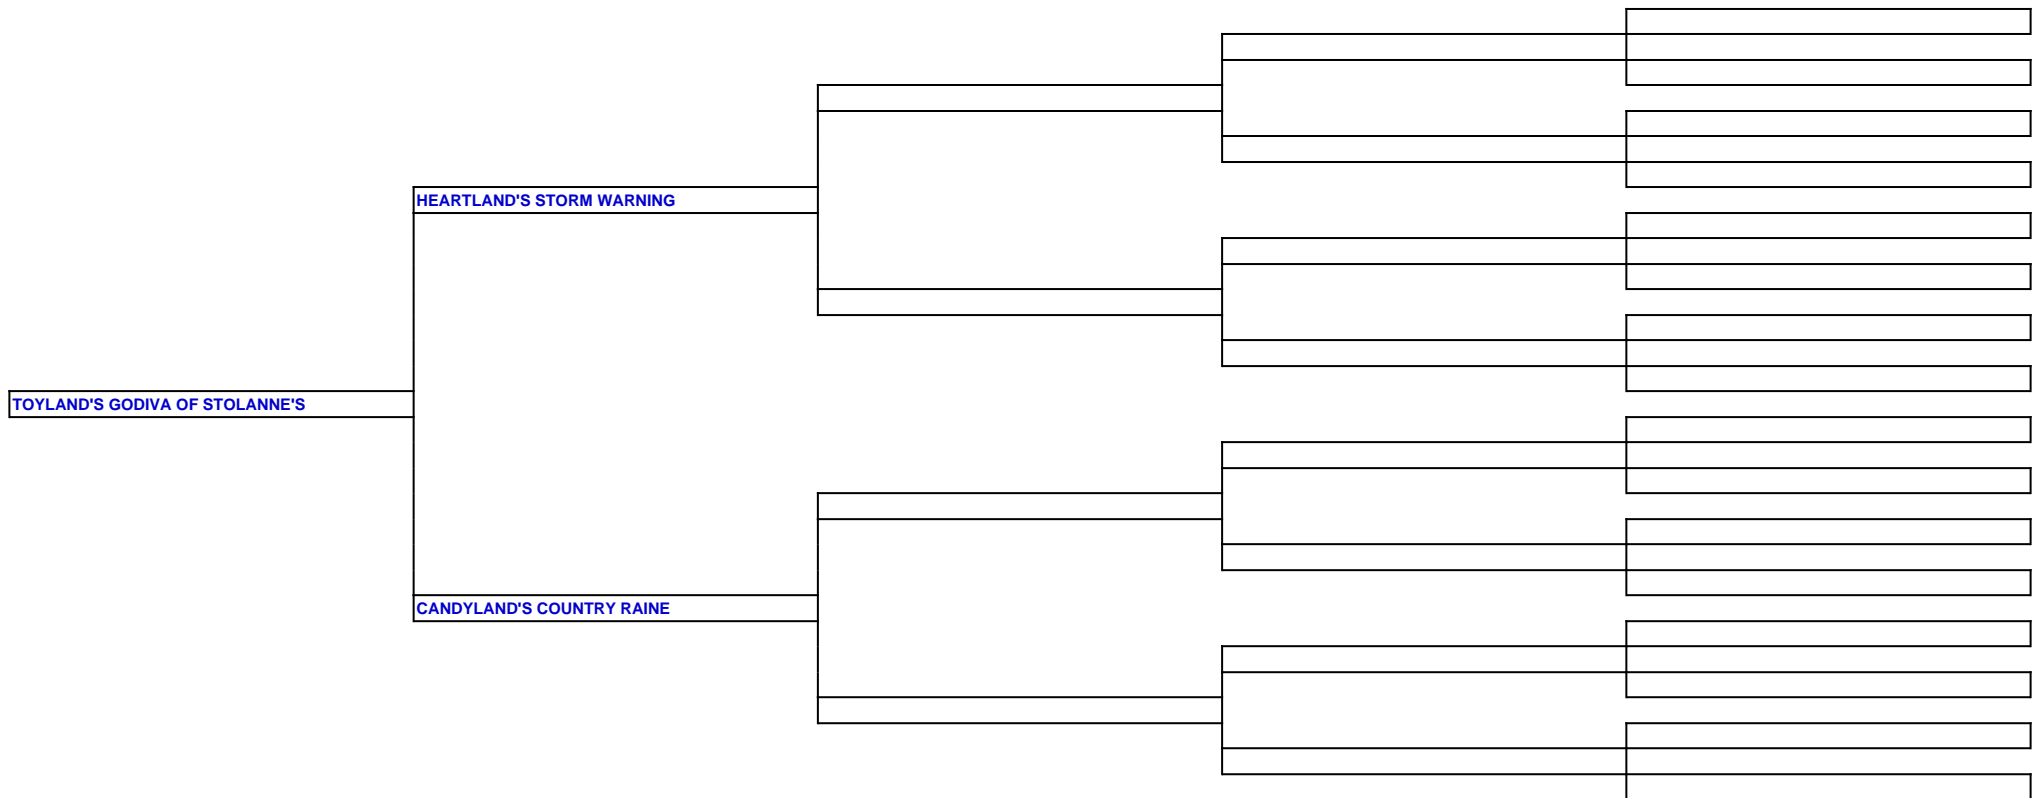 HEARTLAND'S STORM WARNING
TOYLAND'S GODIVA OF STOLANNE'S
CANDYLAND'S COUNTRY RAINE